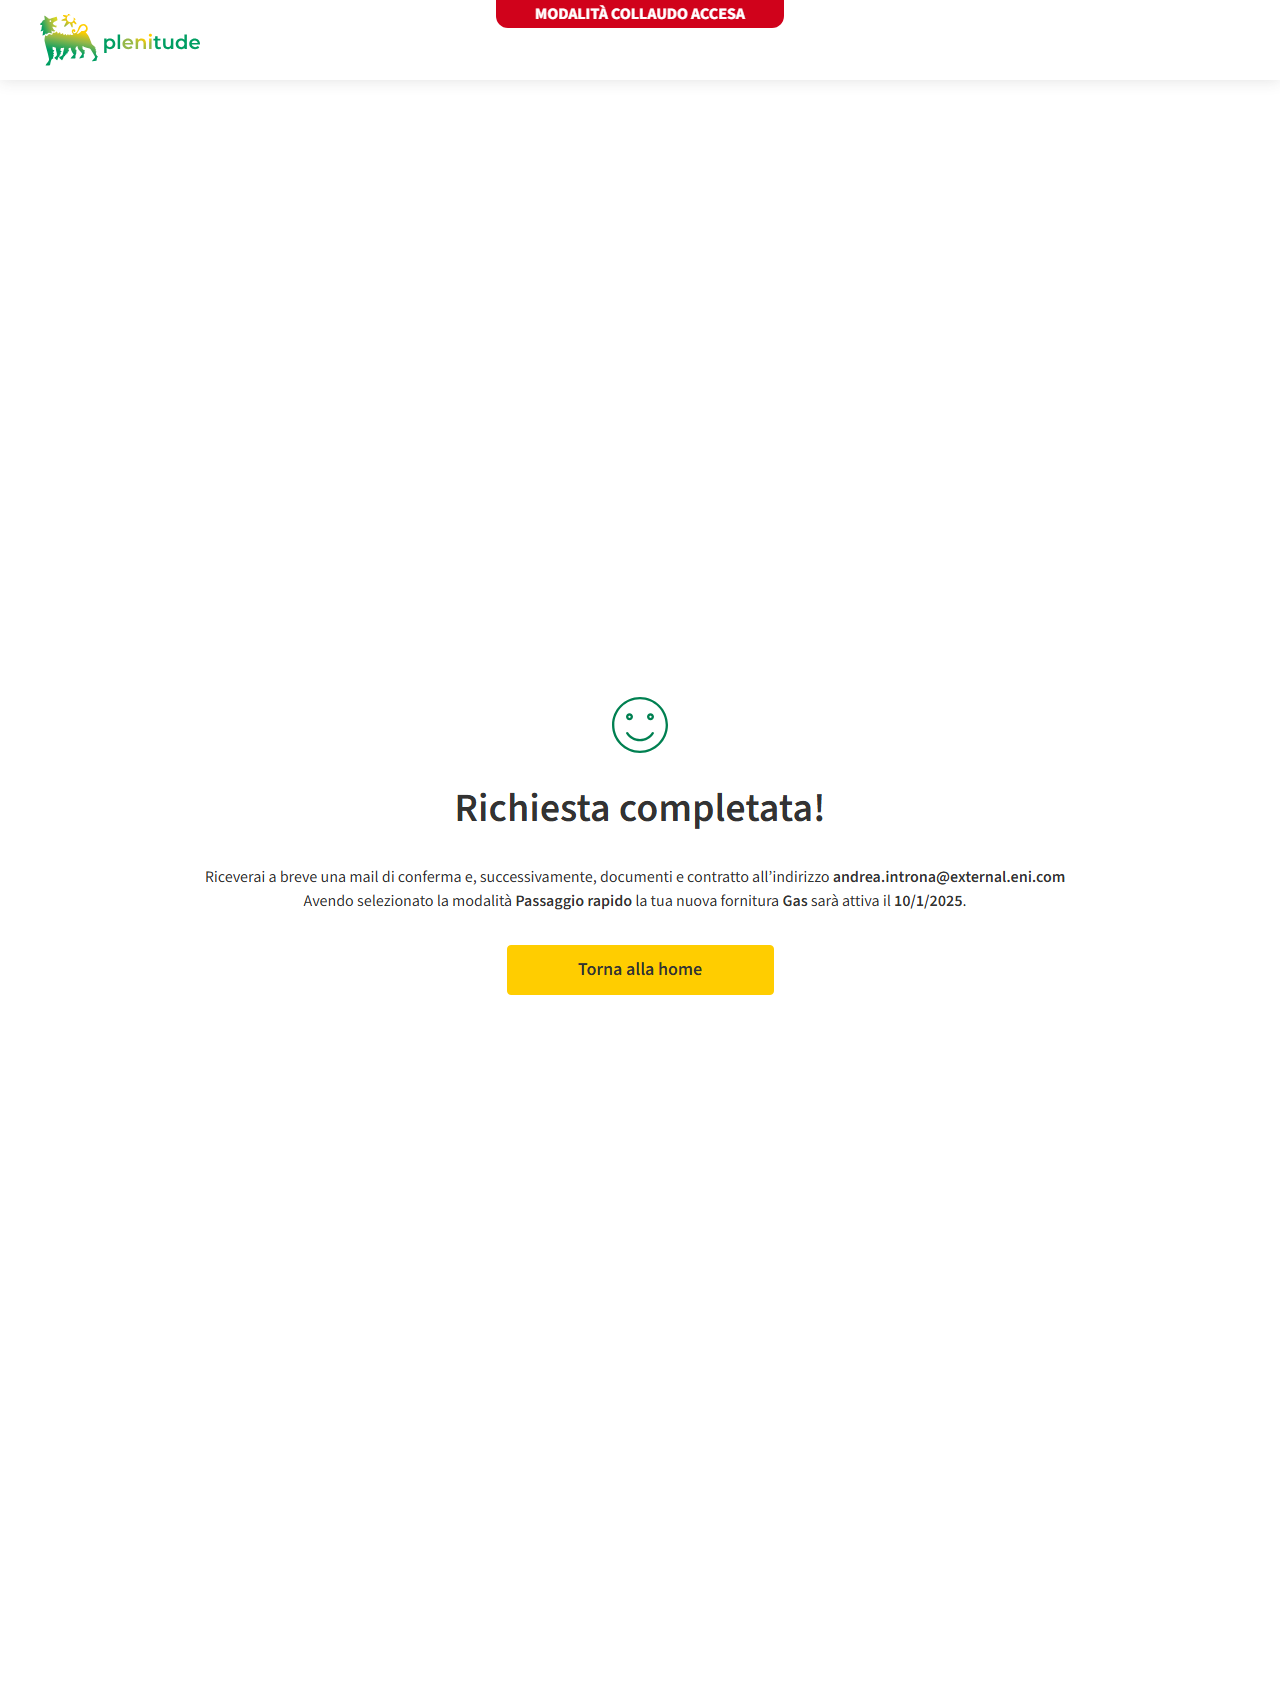 MODALITÀ COLLAUDO ACCESA
plenitude
Richiesta completata!
Riceverai a breve una mail di conferma e, successivamente, documenti e contratto all’indirizzo andrea.introna@external.eni.com
Avendo selezionato la modalità Passaggio rapido la tua nuova fornitura Gas sarà attiva il 10/1/2025.
Torna alla home